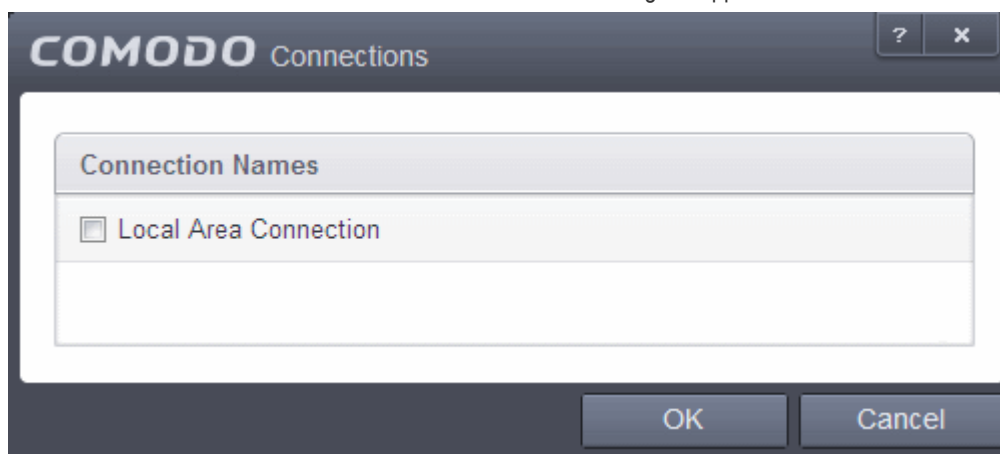 COMODO Connections
? ×
Connection Names
Local Area Connection
OK Cancel